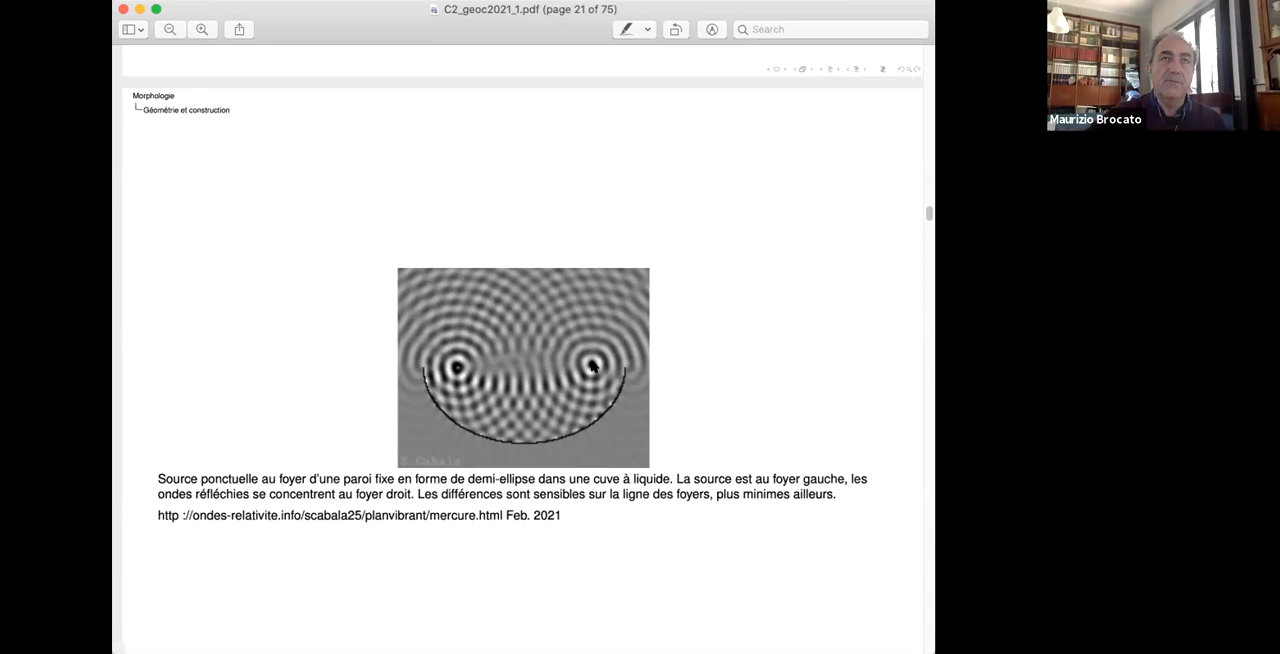 C2_geoc2021_1.pdf (page 21 of 75)
Search
Maurizio Brocato
Morphologie
Géométrie et construction
Source ponctuelle au foyer d'une paroi fixe en forme de demi-ellipse dans une cuve à liquide. La source est au foyer gauche, les
ondes réfléchies se concentrent au foyer droit. Les différences sont sensibles sur la ligne des foyers, plus minimes ailleurs.
http ://ondes-relativite.info/scabala25/planvibrant/mercure.html Feb. 2021